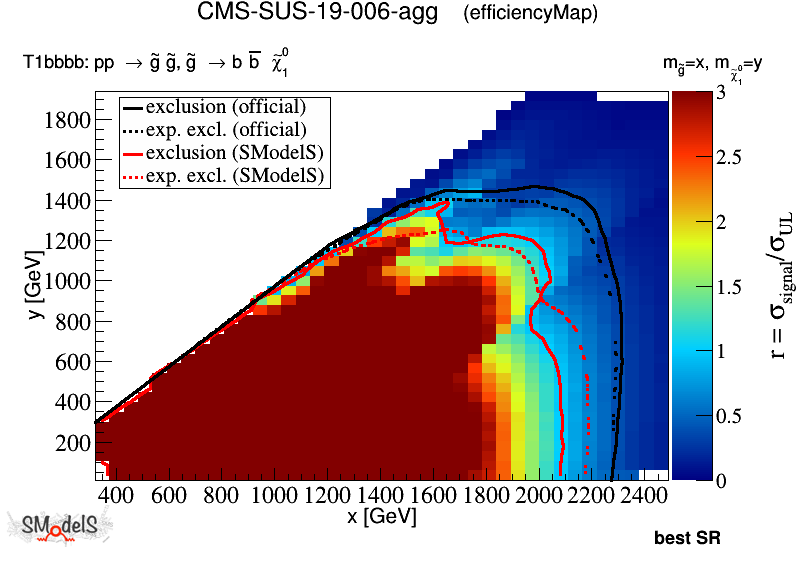 CMS-SUS-19-006-agg (efficiencyMap)
T1bbbb: pp → g̃ g̃, g̃ → b b̅ χ̃₁⁰
m_g̃=x, m_χ̃₁⁰=y
exclusion (official)
exp. excl. (official)
exclusion (SModelS)
exp. excl. (SModelS)
3
2.5
2
1.5
1
0.5
0
r = σ_signal/σ_UL
1800
1600
1400
1200
1000
800
600
400
200
y [GeV]
400 600 800 1000 1200 1400 1600 1800 2000 2200 2400
x [GeV]
SModelS
best SR